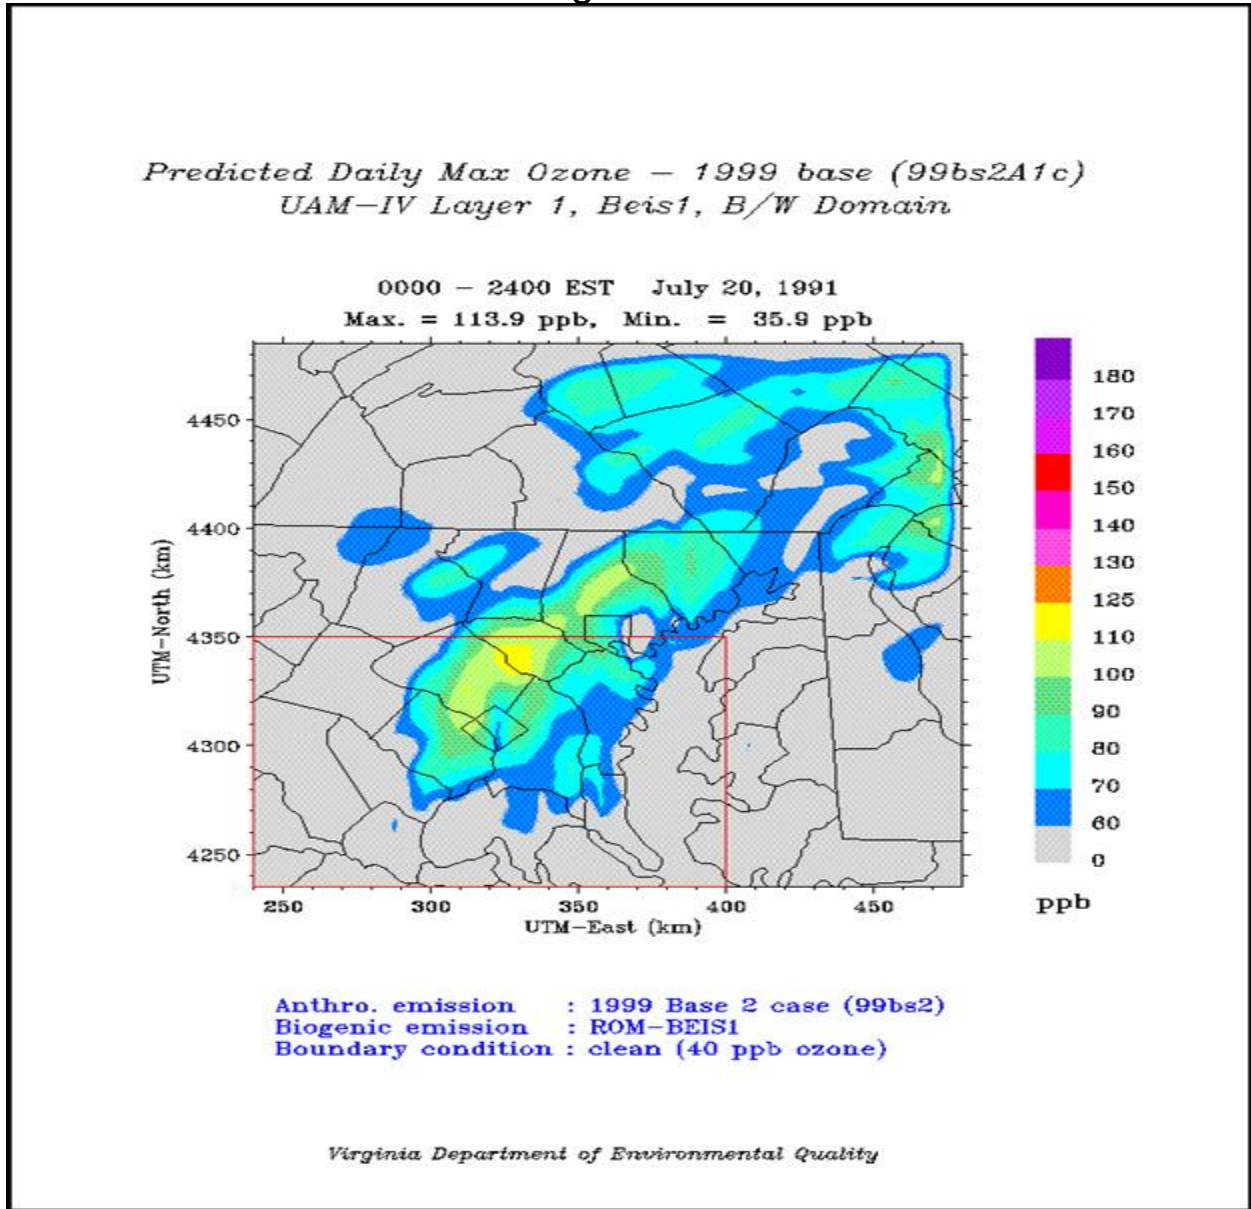 Predicted Daily Max Ozone – 1999 base (99bs2A1c)
UAM–IV Layer 1, Beis1, B/W Domain
0000 – 2400 EST July 20, 1991
Max. = 113.9 ppb, Min. = 35.9 ppb
UTM–North (km)
4450
4400
4350
4300
4250
250 300 350 400 450
UTM–East (km)
180
170
160
150
140
130
125
110
100
90
80
70
60
0
ppb
Anthro. emission : 1999 Base 2 case (99bs2)
Biogenic emission : ROM–BEIS1
Boundary condition : clean (40 ppb ozone)
Virginia Department of Environmental Quality